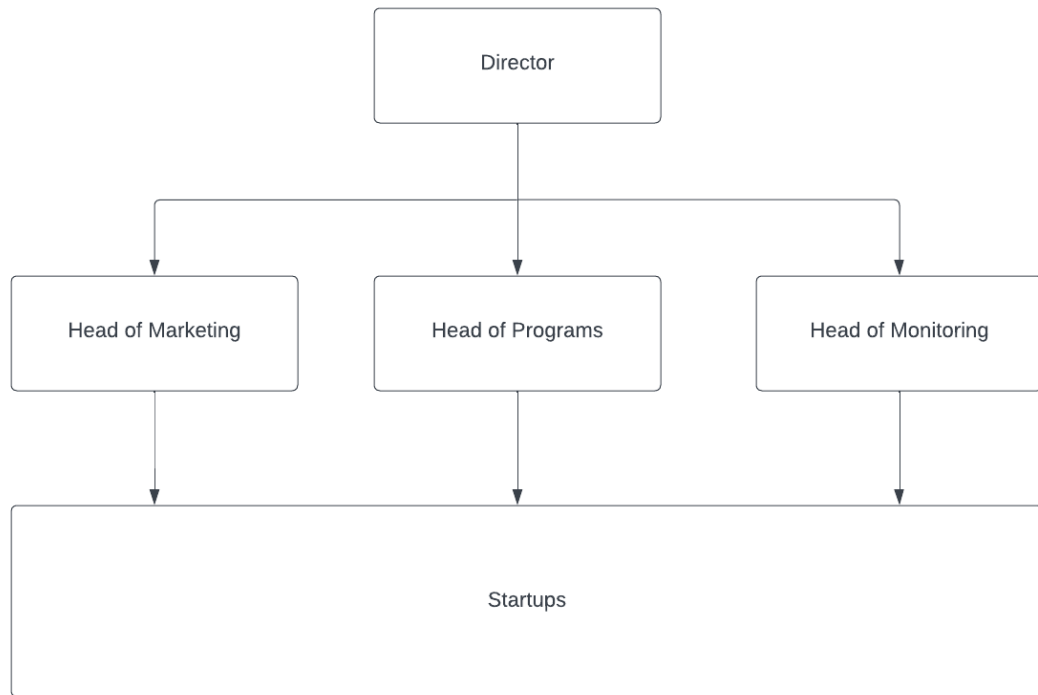 Director
Head of Marketing
Head of Programs
Head of Monitoring
Startups